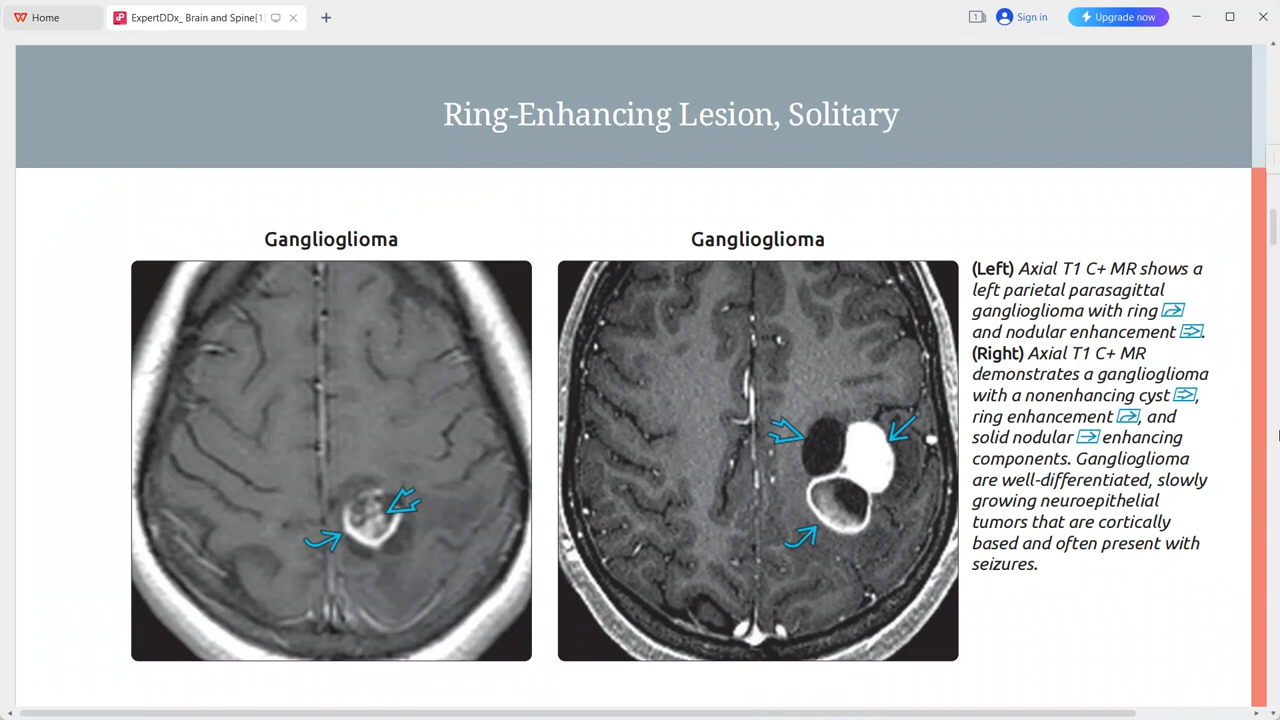 Home
ExpertDDx_ Brain and Spine[1]
1
Sign in
Upgrade now
Ring-Enhancing Lesion, Solitary
Ganglioglioma
Ganglioglioma
(Left) Axial T1 C+ MR shows a
left parietal parasagittal
ganglioglioma with ring
and nodular enhancement .
(Right) Axial T1 C+ MR
demonstrates a ganglioglioma
with a nonenhancing cyst ,
ring enhancement , and
solid nodular enhancing
components. Ganglioglioma
are well-differentiated, slowly
growing neuroepithelial
tumors that are cortically
based and often present with
seizures.